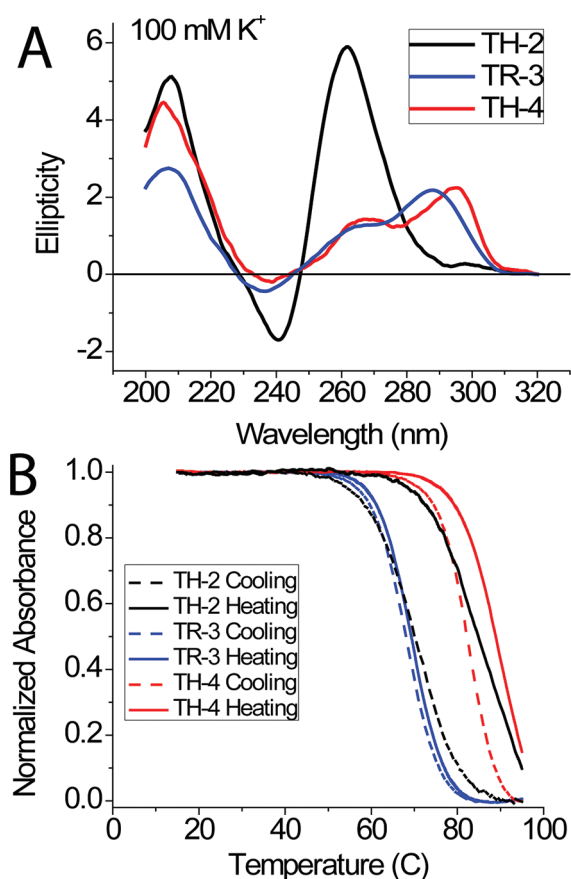 A
100 mM K+
TH-2
TR-3
TH-4
6
4
2
0
-2
Ellipticity
200 220 240 260 280 300 320
Wavelength (nm)
B
1.0
0.8
0.6
0.4
0.2
0.0
Normalized Absorbance
TH-2 Cooling
TH-2 Heating
TR-3 Cooling
TR-3 Heating
TH-4 Cooling
TH-4 Heating
0 20 40 60 80 100
Temperature (C)